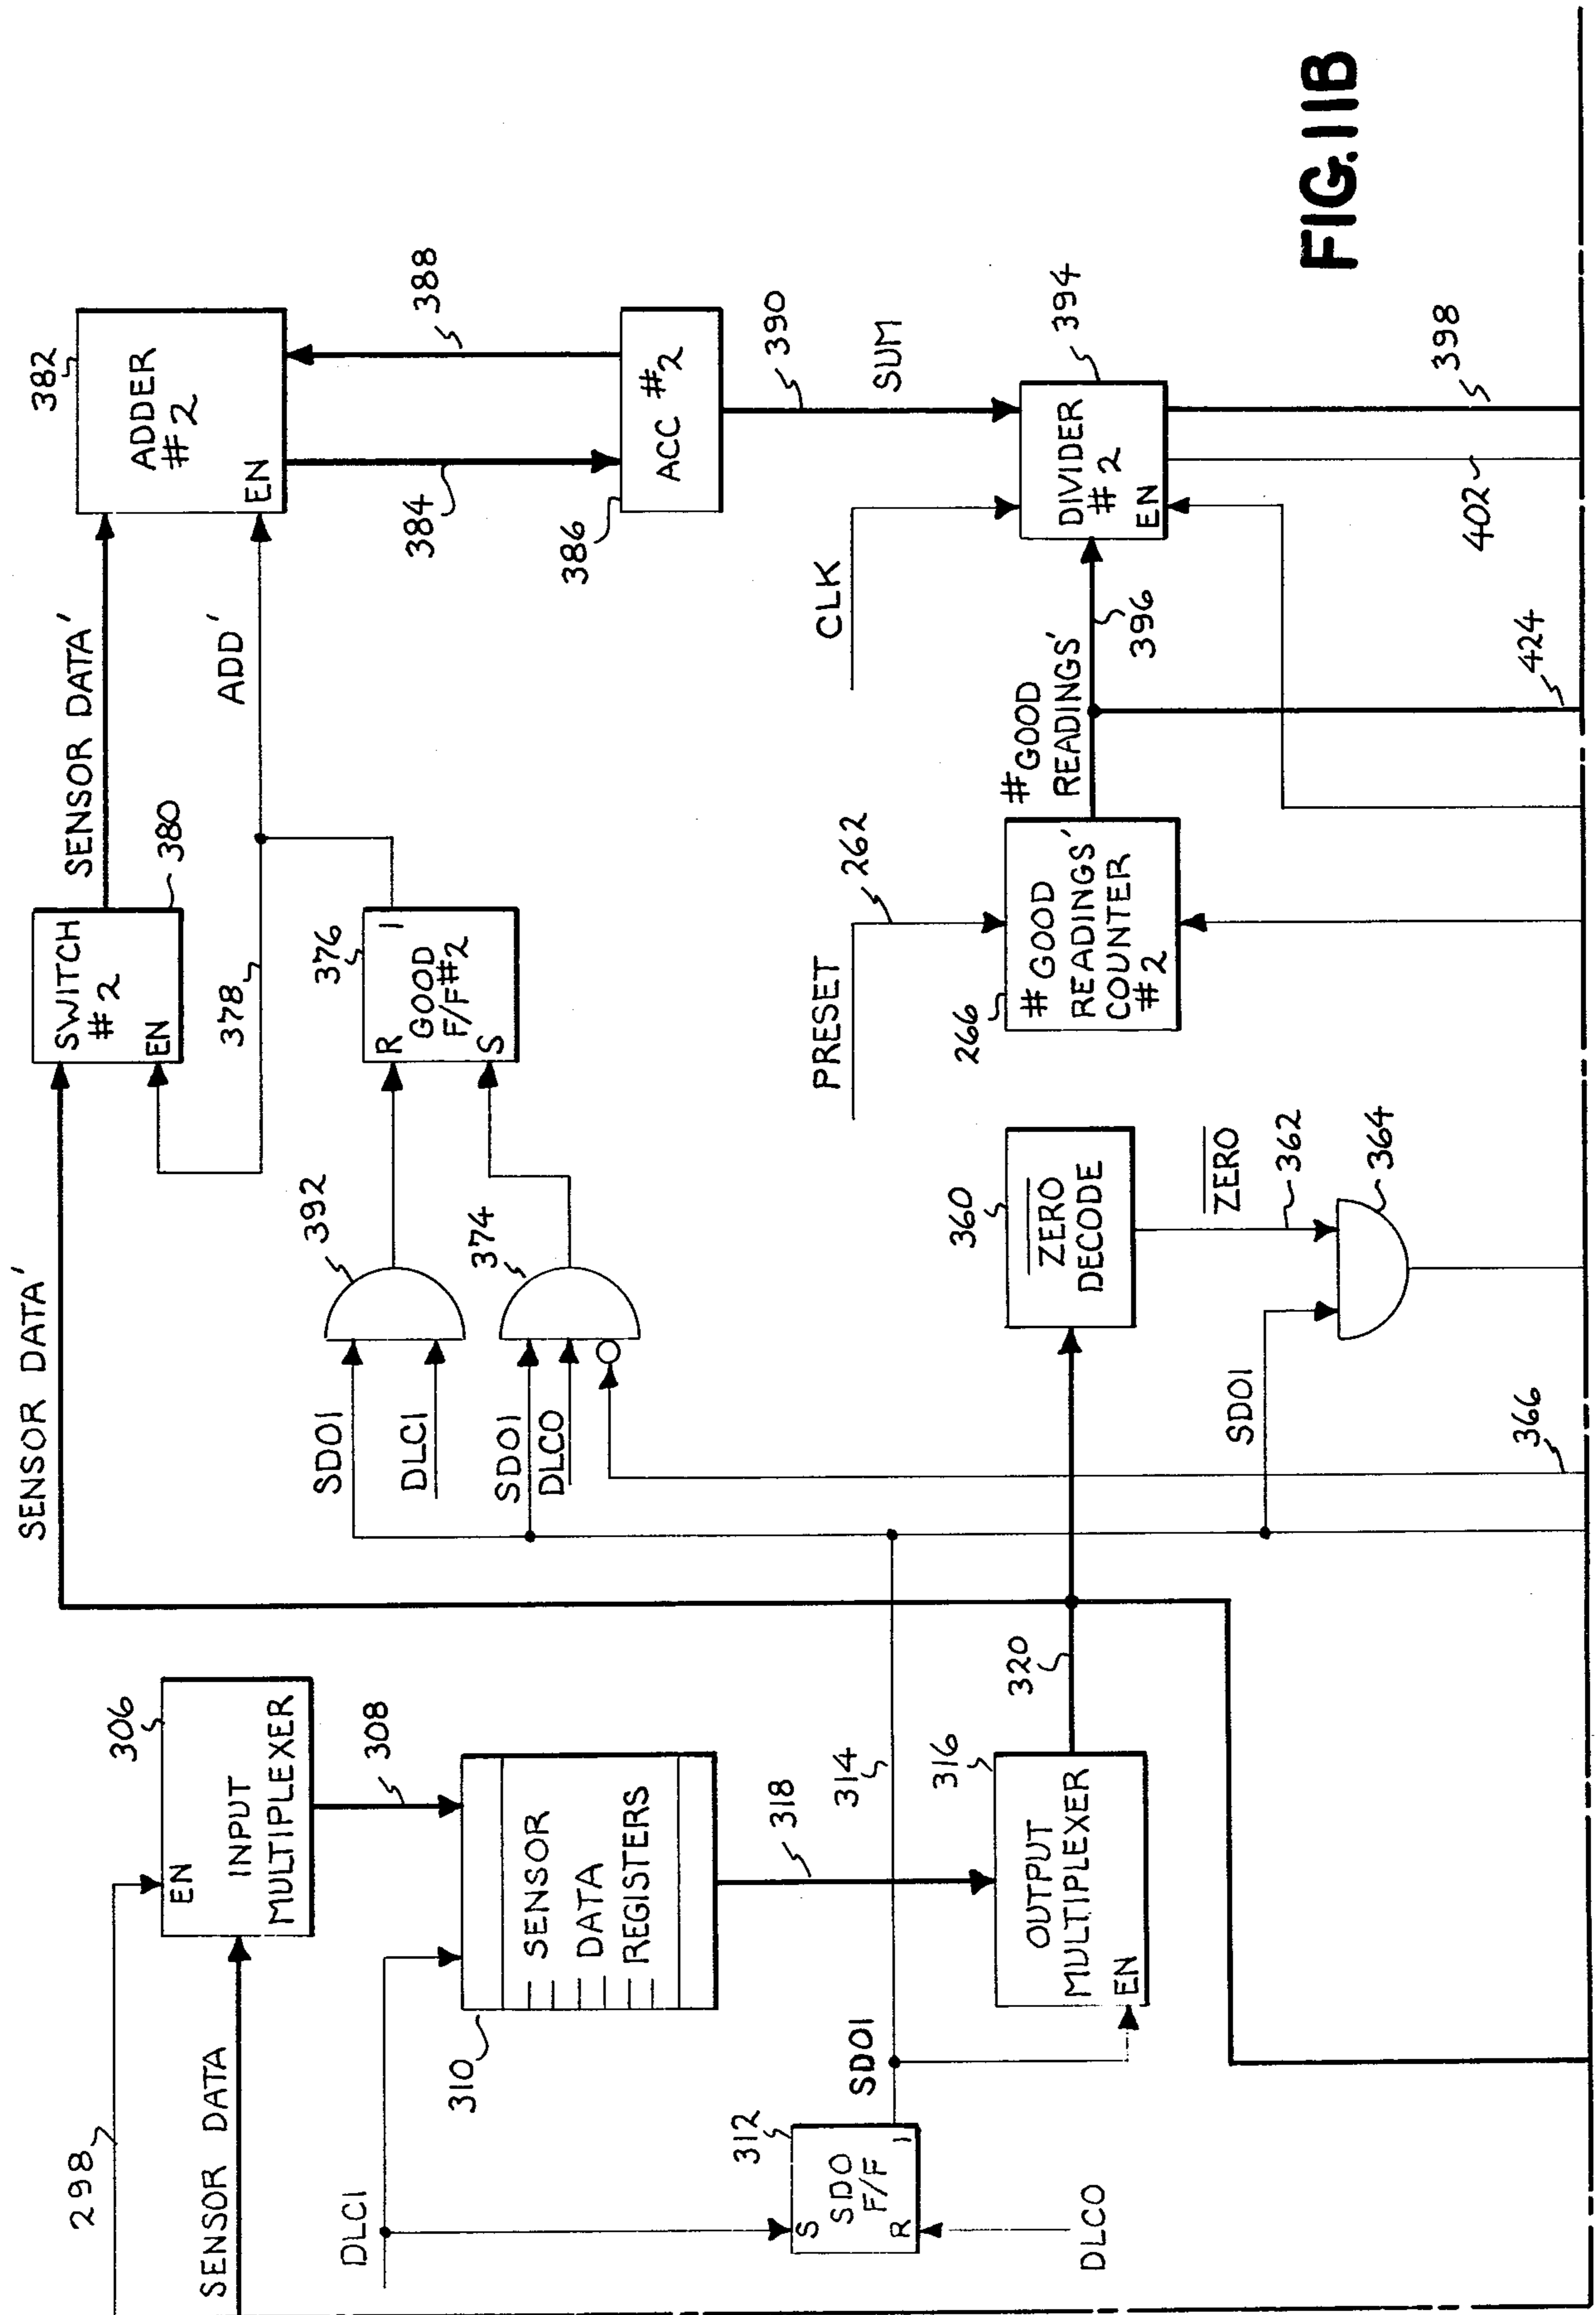 298
SENSOR DATA
EN
INPUT
MULTIPLEXER
306
308
DLC1
310
SENSOR
DATA
REGISTERS
318
312
S
SDO
F/F
R
1
DLC0
SDO1
314
OUTPUT
MULTIPLEXER
EN
316
320
SENSOR DATA'
SWITCH
#2
EN
380
SENSOR DATA'
378
ADD'
SDO1
DLC1
392
SDO1
DLC0
374
376
R
GOOD
F/F #2
S
1
382
ADDER
#2
EN
384
388
386
ACC #2
390
SUM
360
ZERO
DECODE
ZERO
362
364
SDO1
366
PRESET
262
266
#GOOD
READINGS'
COUNTER
#2
#GOOD
READINGS'
396
CLK
DIVIDER
#2
EN
394
424
402
398
FIG.11B